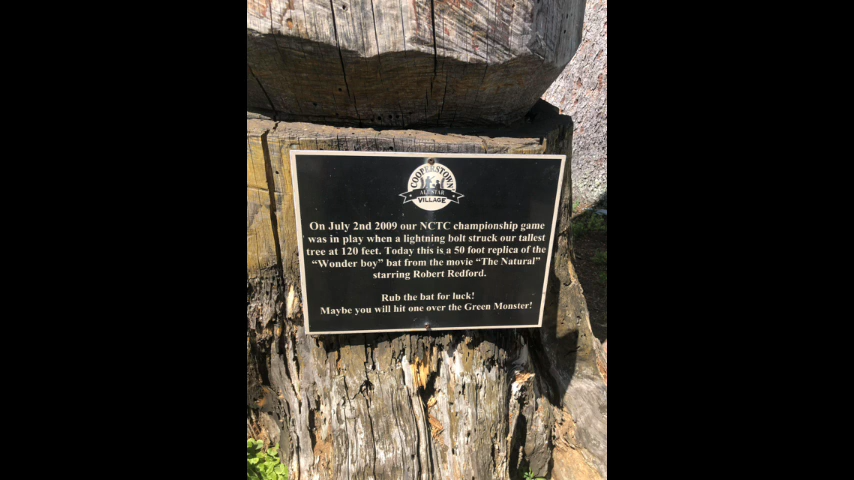 COOPERSTOWN
ALL STAR
VILLAGE
On July 2nd 2009 our NCTC championship game
was in play when a lightning bolt struck our tallest
tree at 120 feet. Today this is a 50 foot replica of the
“Wonder boy” bat from the movie “The Natural”
starring Robert Redford.
Rub the bat for luck!
Maybe you will hit one over the Green Monster!